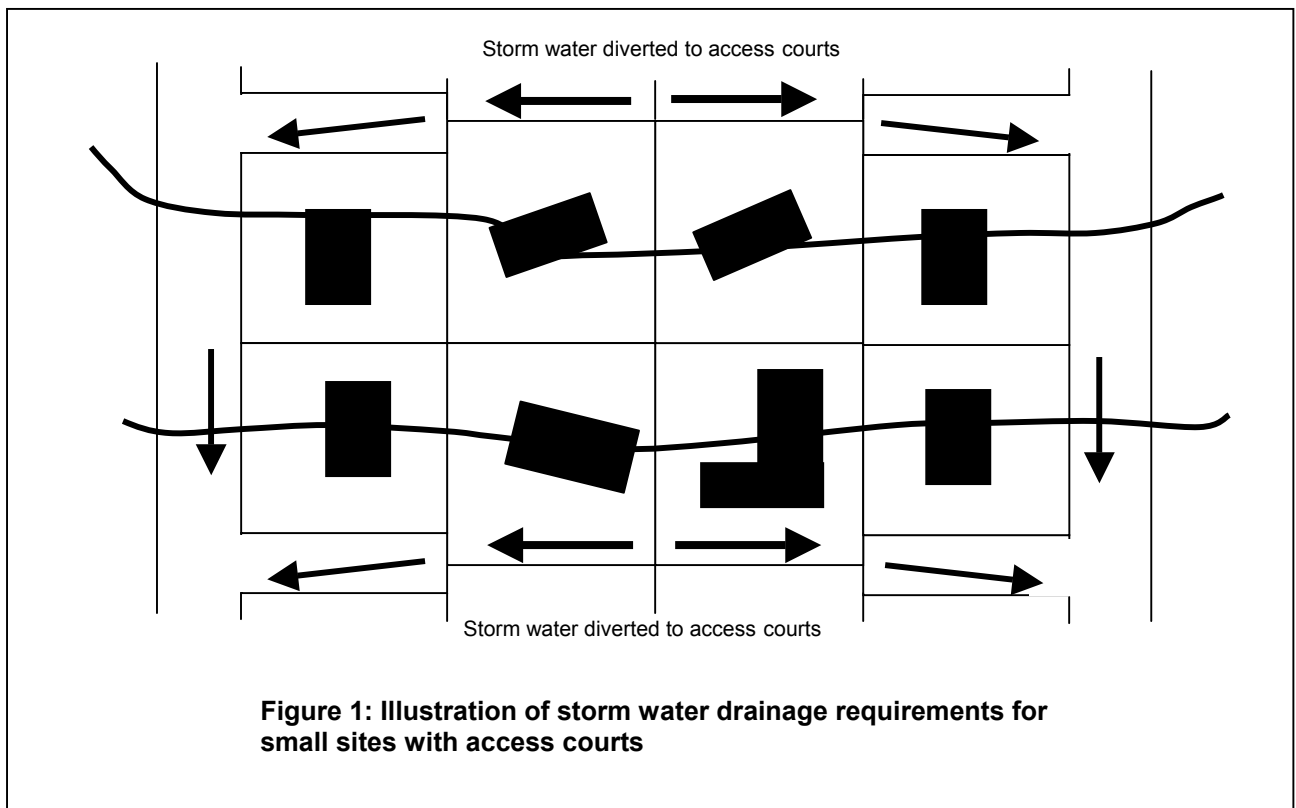 Storm water diverted to access courts
Storm water diverted to access courts
Figure 1: Illustration of storm water drainage requirements for
small sites with access courts